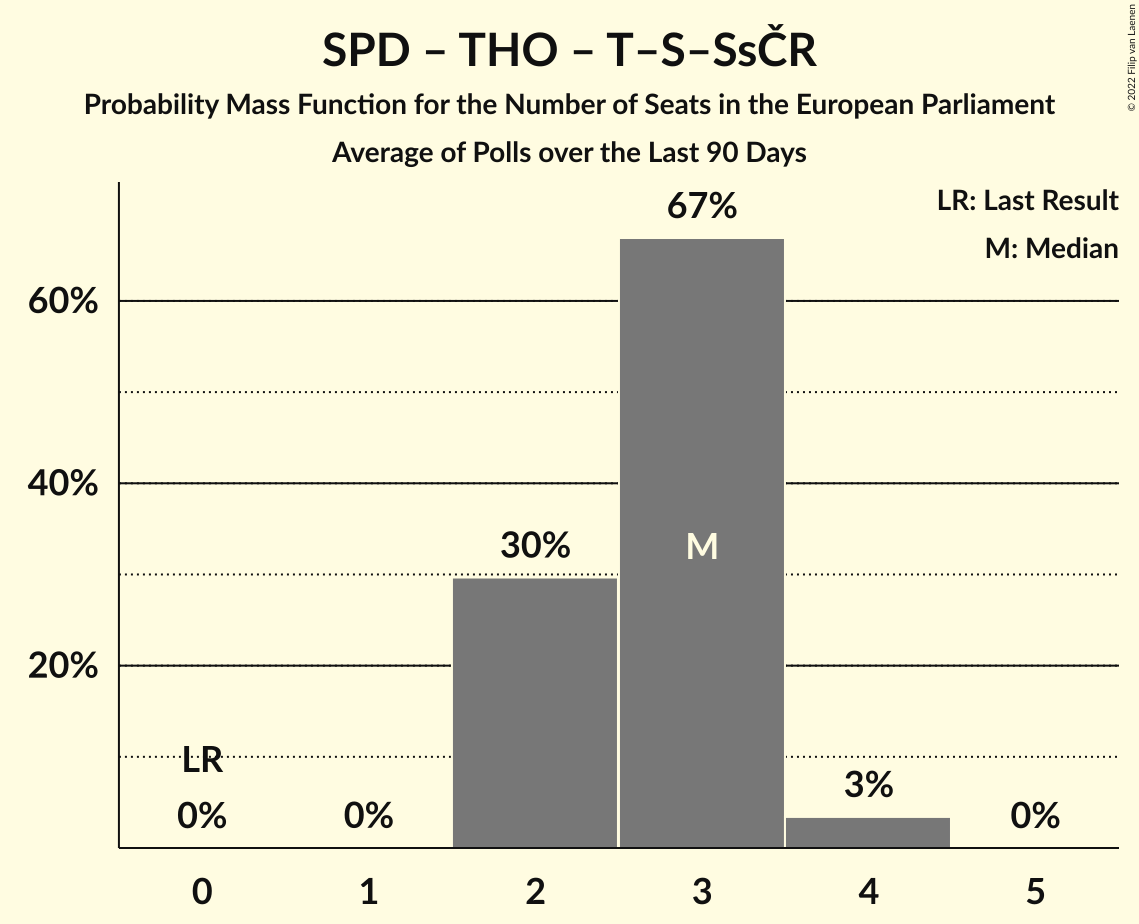 SPD – THO – T–S–SsČR
Probability Mass Function for the Number of Seats in the European Parliament
Average of Polls over the Last 90 Days
© 2022 Filip van Laenen
LR: Last Result
M: Median
67%
60%
40%
30%
M
20%
LR
3%
0%
0%
0%
0 1 2 3 4 5